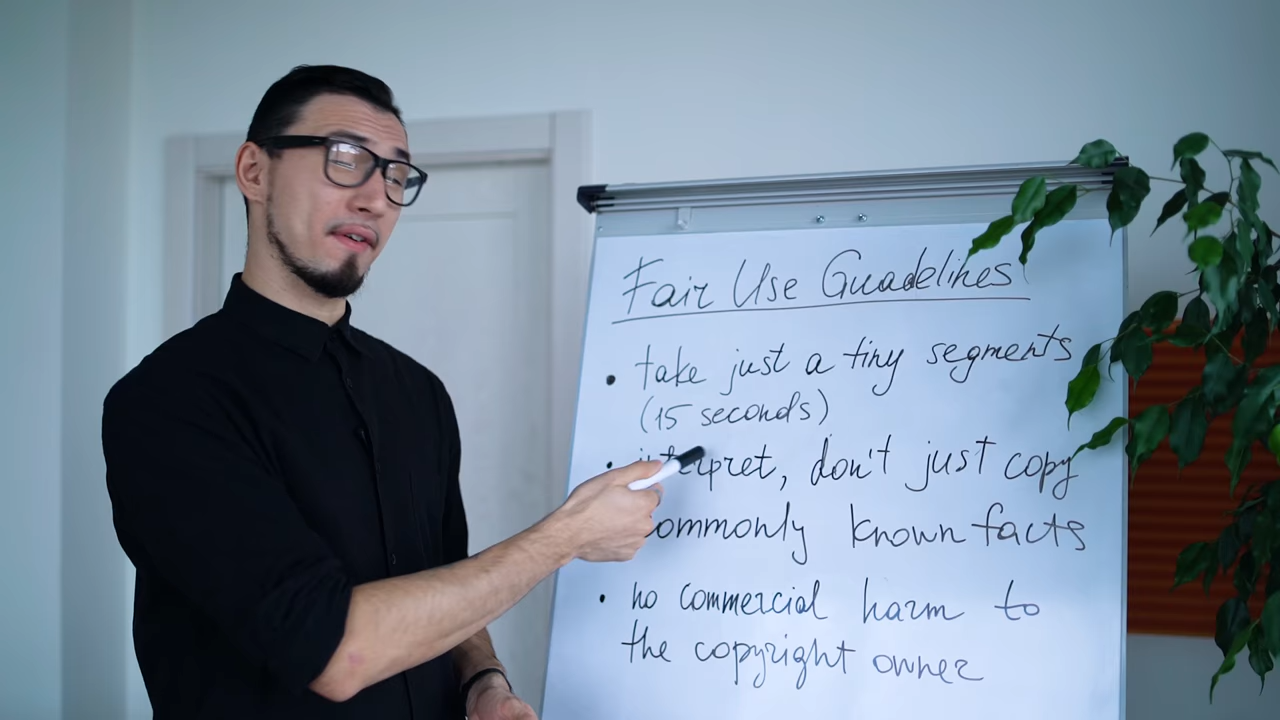 Fair Use Guadelines
• take just a tiny segments
(15 seconds)
• interpret, don't just copy
commonly known facts
• no commercial harm to
the copyright owner